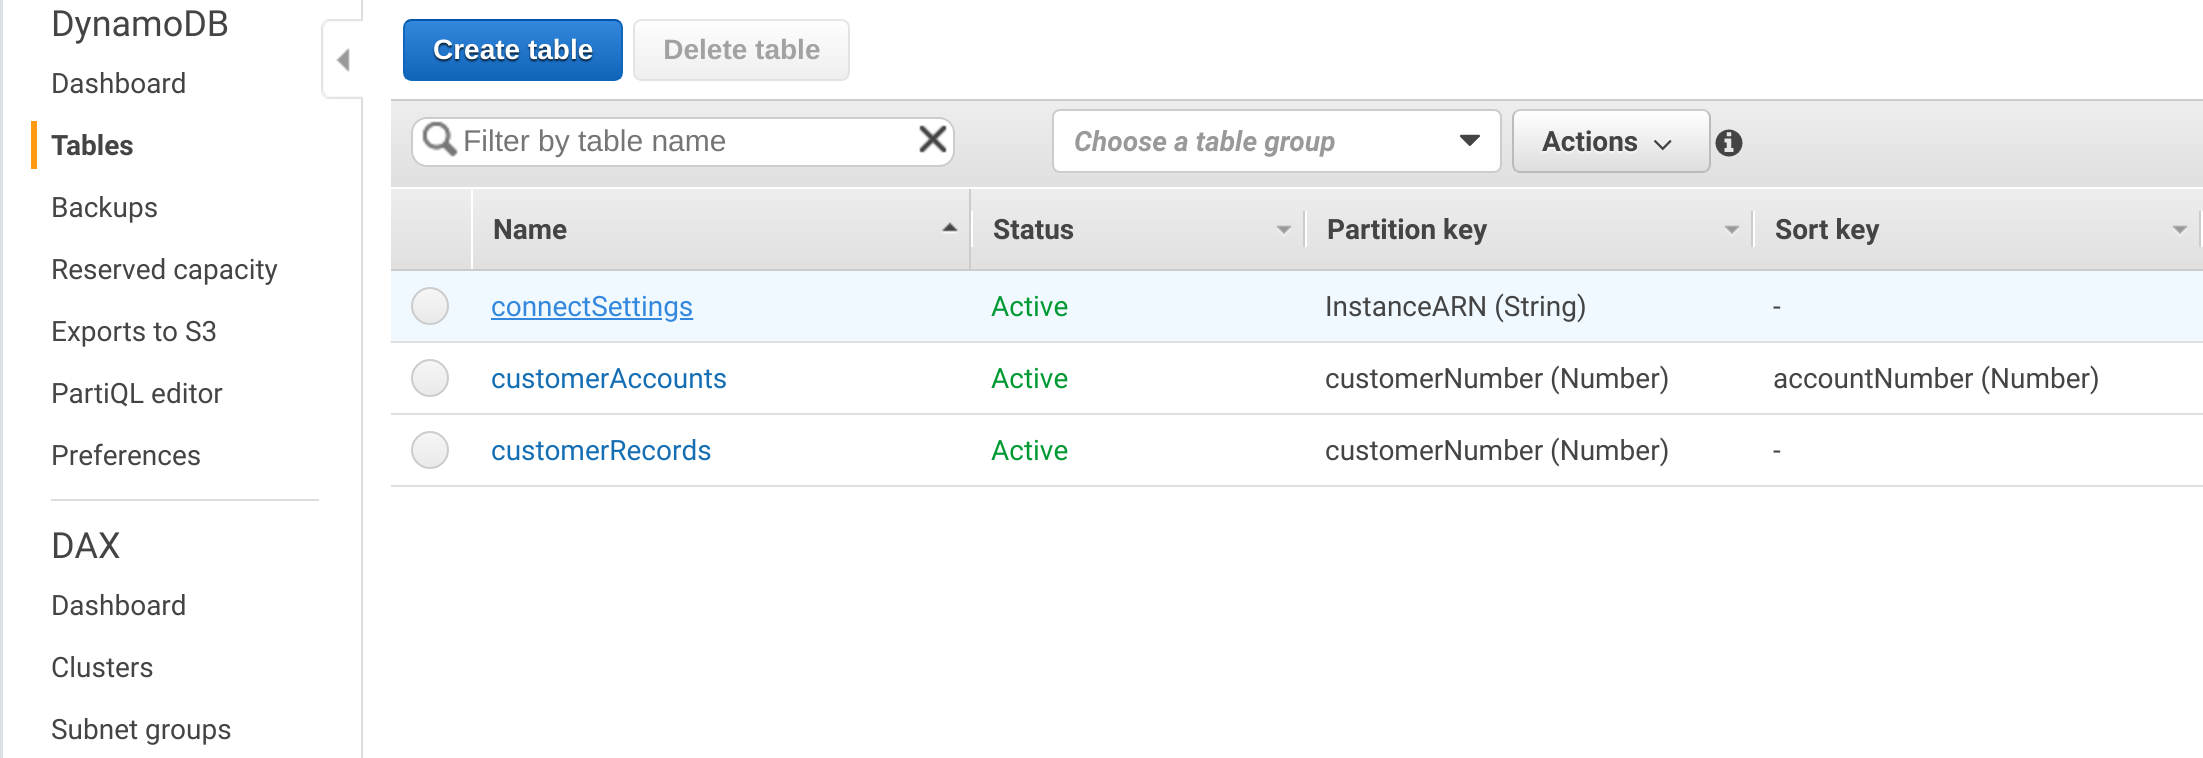 DynamoDB
Dashboard
Tables
Backups
Reserved capacity
Exports to S3
PartiQL editor
Preferences
DAX
Dashboard
Clusters
Subnet groups
Create table Delete table
Filter by table name Choose a table group Actions
Name Status Partition key Sort key
connectSettings Active InstanceARN (String) -
customerAccounts Active customerNumber (Number) accountNumber (Number)
customerRecords Active customerNumber (Number) -